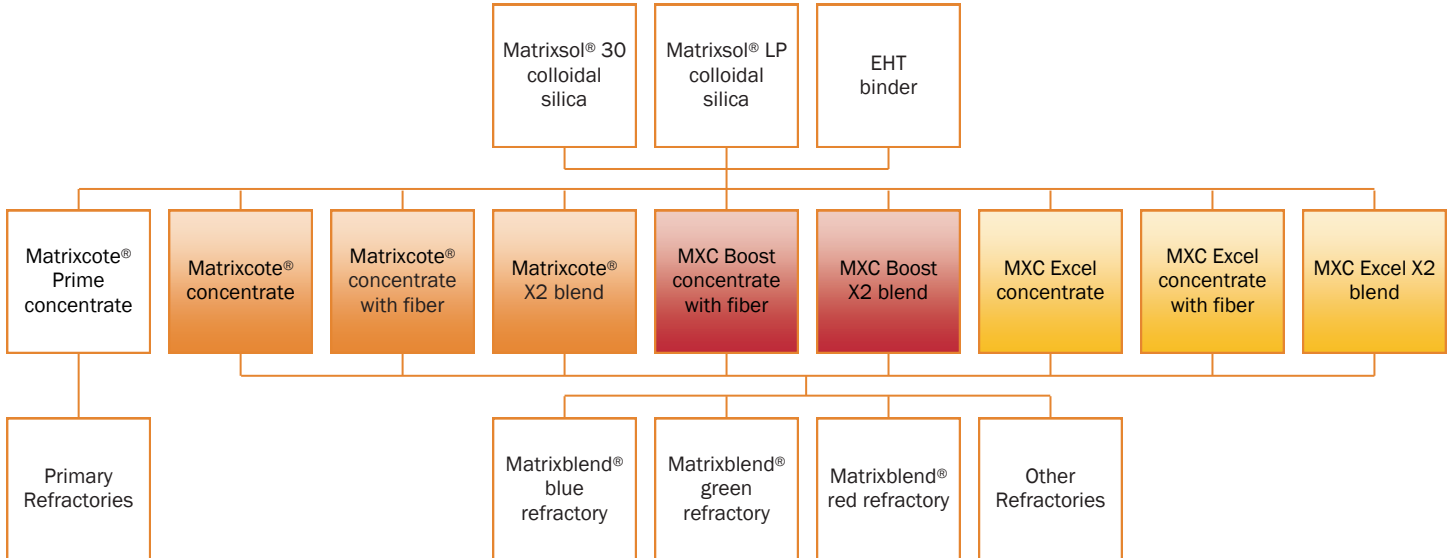 Matrixsol® 30
colloidal
silica
Matrixsol® LP
colloidal
silica
EHT
binder
Matrixcote®
Prime
concentrate
Matrixcote®
concentrate
Matrixcote®
concentrate
with fiber
Matrixcote®
X2 blend
MXC Boost
concentrate
with fiber
MXC Boost
X2 blend
MXC Excel
concentrate
MXC Excel
concentrate
with fiber
MXC Excel X2
blend
Primary
Refractories
Matrixblend®
blue
refractory
Matrixblend®
green
refractory
Matrixblend®
red refractory
Other
Refractories